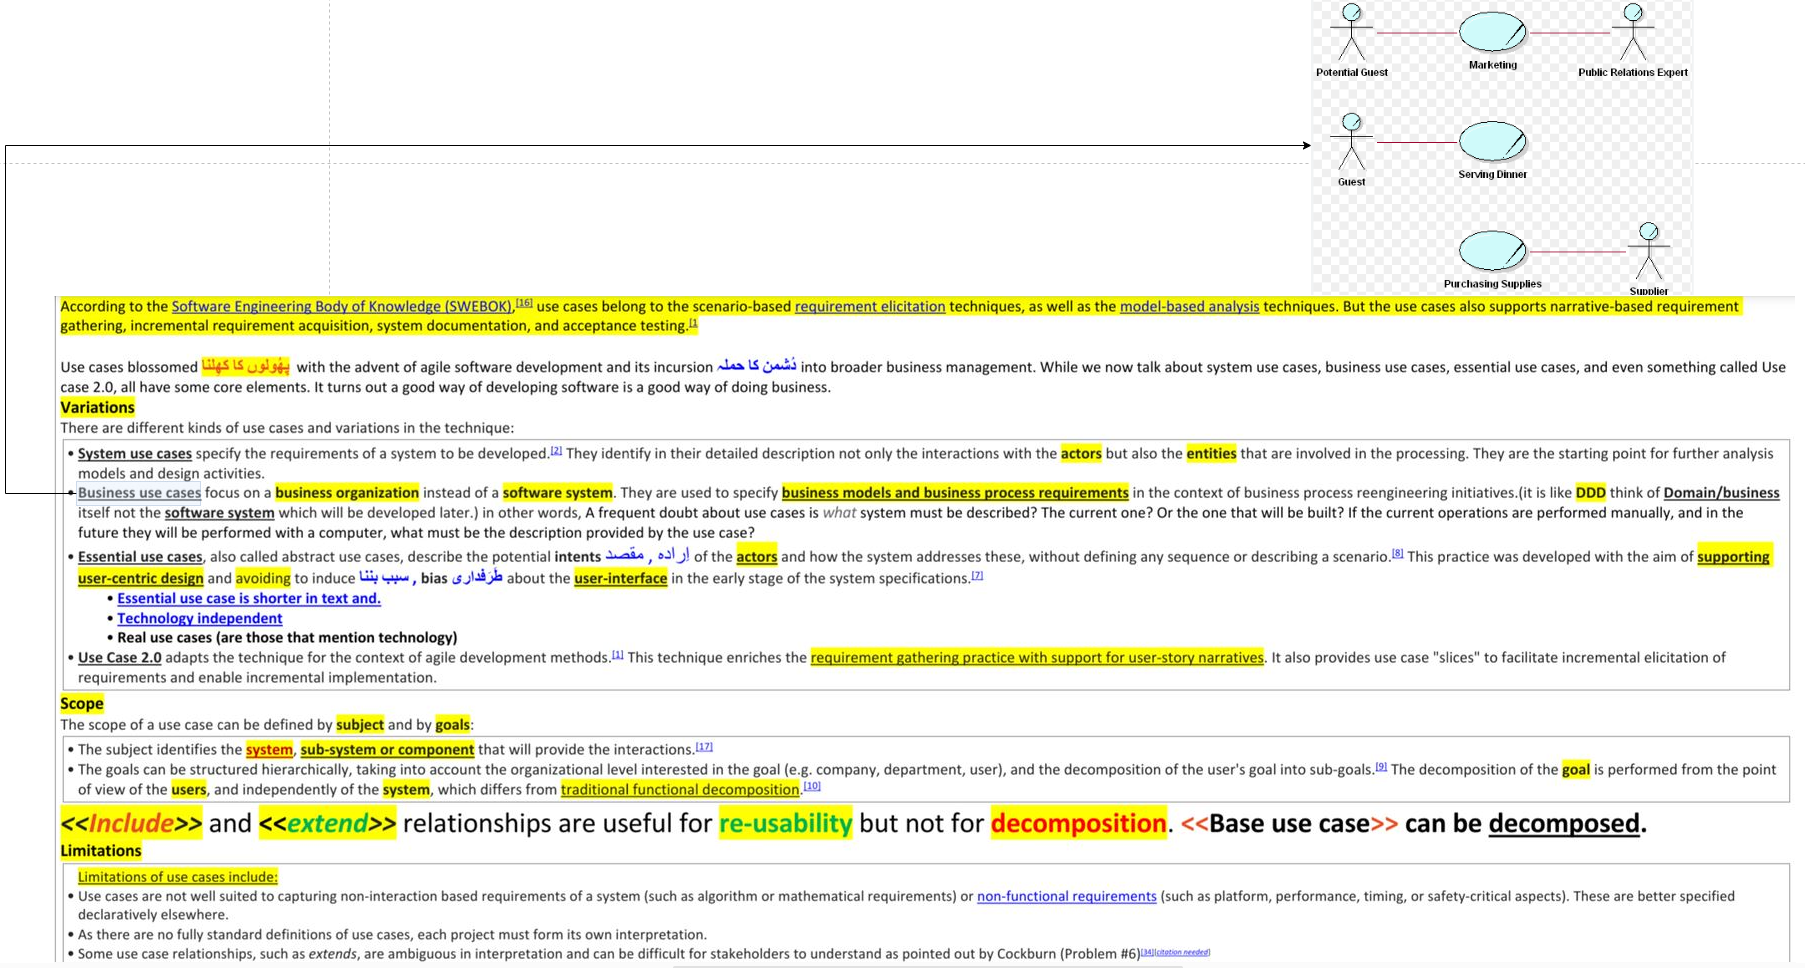 Potential Guest
Marketing
Public Relations Expert
Guest
Serving Dinner
Purchasing Supplies
Supplier
According to the Software Engineering Body of Knowledge (SWEBOK),[16] use cases belong to the scenario-based requirement elicitation techniques, as well as the model-based analysis techniques. But the use cases also supports narrative-based requirement
gathering, incremental requirement acquisition, system documentation, and acceptance testing.[1
Use cases blossomed پھُولوں کا کھِلنا with the advent of agile software development and its incursion دُشمن کا حملہ into broader business management. While we now talk about system use cases, business use cases, essential use cases, and even something called Use
case 2.0, all have some core elements. It turns out a good way of developing software is a good way of doing business.
Variations
There are different kinds of use cases and variations in the technique:
• System use cases specify the requirements of a system to be developed.[2] They identify in their detailed description not only the interactions with the actors but also the entities that are involved in the processing. They are the starting point for further analysis
models and design activities.
• Business use cases focus on a business organization instead of a software system. They are used to specify business models and business process requirements in the context of business process reengineering initiatives.(it is like DDD think of Domain/business
itself not the software system which will be developed later.) in other words, A frequent doubt about use cases is what system must be described? The current one? Or the one that will be built? If the current operations are performed manually, and in the
future they will be performed with a computer, what must be the description provided by the use case?
• Essential use cases, also called abstract use cases, describe the potential intents اِرادہ , مقصد of the actors and how the system addresses these, without defining any sequence or describing a scenario.[8] This practice was developed with the aim of supporting
user-centric design and avoiding to induce سبب بننا , bias طرفداری about the user-interface in the early stage of the system specifications.[7]
• Essential use case is shorter in text and.
• Technology independent
• Real use cases (are those that mention technology)
• Use Case 2.0 adapts the technique for the context of agile development methods.[1] This technique enriches the requirement gathering practice with support for user-story narratives. It also provides use case "slices" to facilitate incremental elicitation of
requirements and enable incremental implementation.
Scope
The scope of a use case can be defined by subject and by goals:
• The subject identifies the system, sub-system or component that will provide the interactions.[17]
• The goals can be structured hierarchically, taking into account the organizational level interested in the goal (e.g. company, department, user), and the decomposition of the user's goal into sub-goals.[9] The decomposition of the goal is performed from the point
of view of the users, and independently of the system, which differs from traditional functional decomposition.[10]
<<Include>> and <<extend>> relationships are useful for re-usability but not for decomposition. <<Base use case>> can be decomposed.
Limitations
Limitations of use cases include:
• Use cases are not well suited to capturing non-interaction based requirements of a system (such as algorithm or mathematical requirements) or non-functional requirements (such as platform, performance, timing, or safety-critical aspects). These are better specified
declaratively elsewhere.
• As there are no fully standard definitions of use cases, each project must form its own interpretation.
• Some use case relationships, such as extends, are ambiguous in interpretation and can be difficult for stakeholders to understand as pointed out by Cockburn (Problem #6)[34][citation needed]